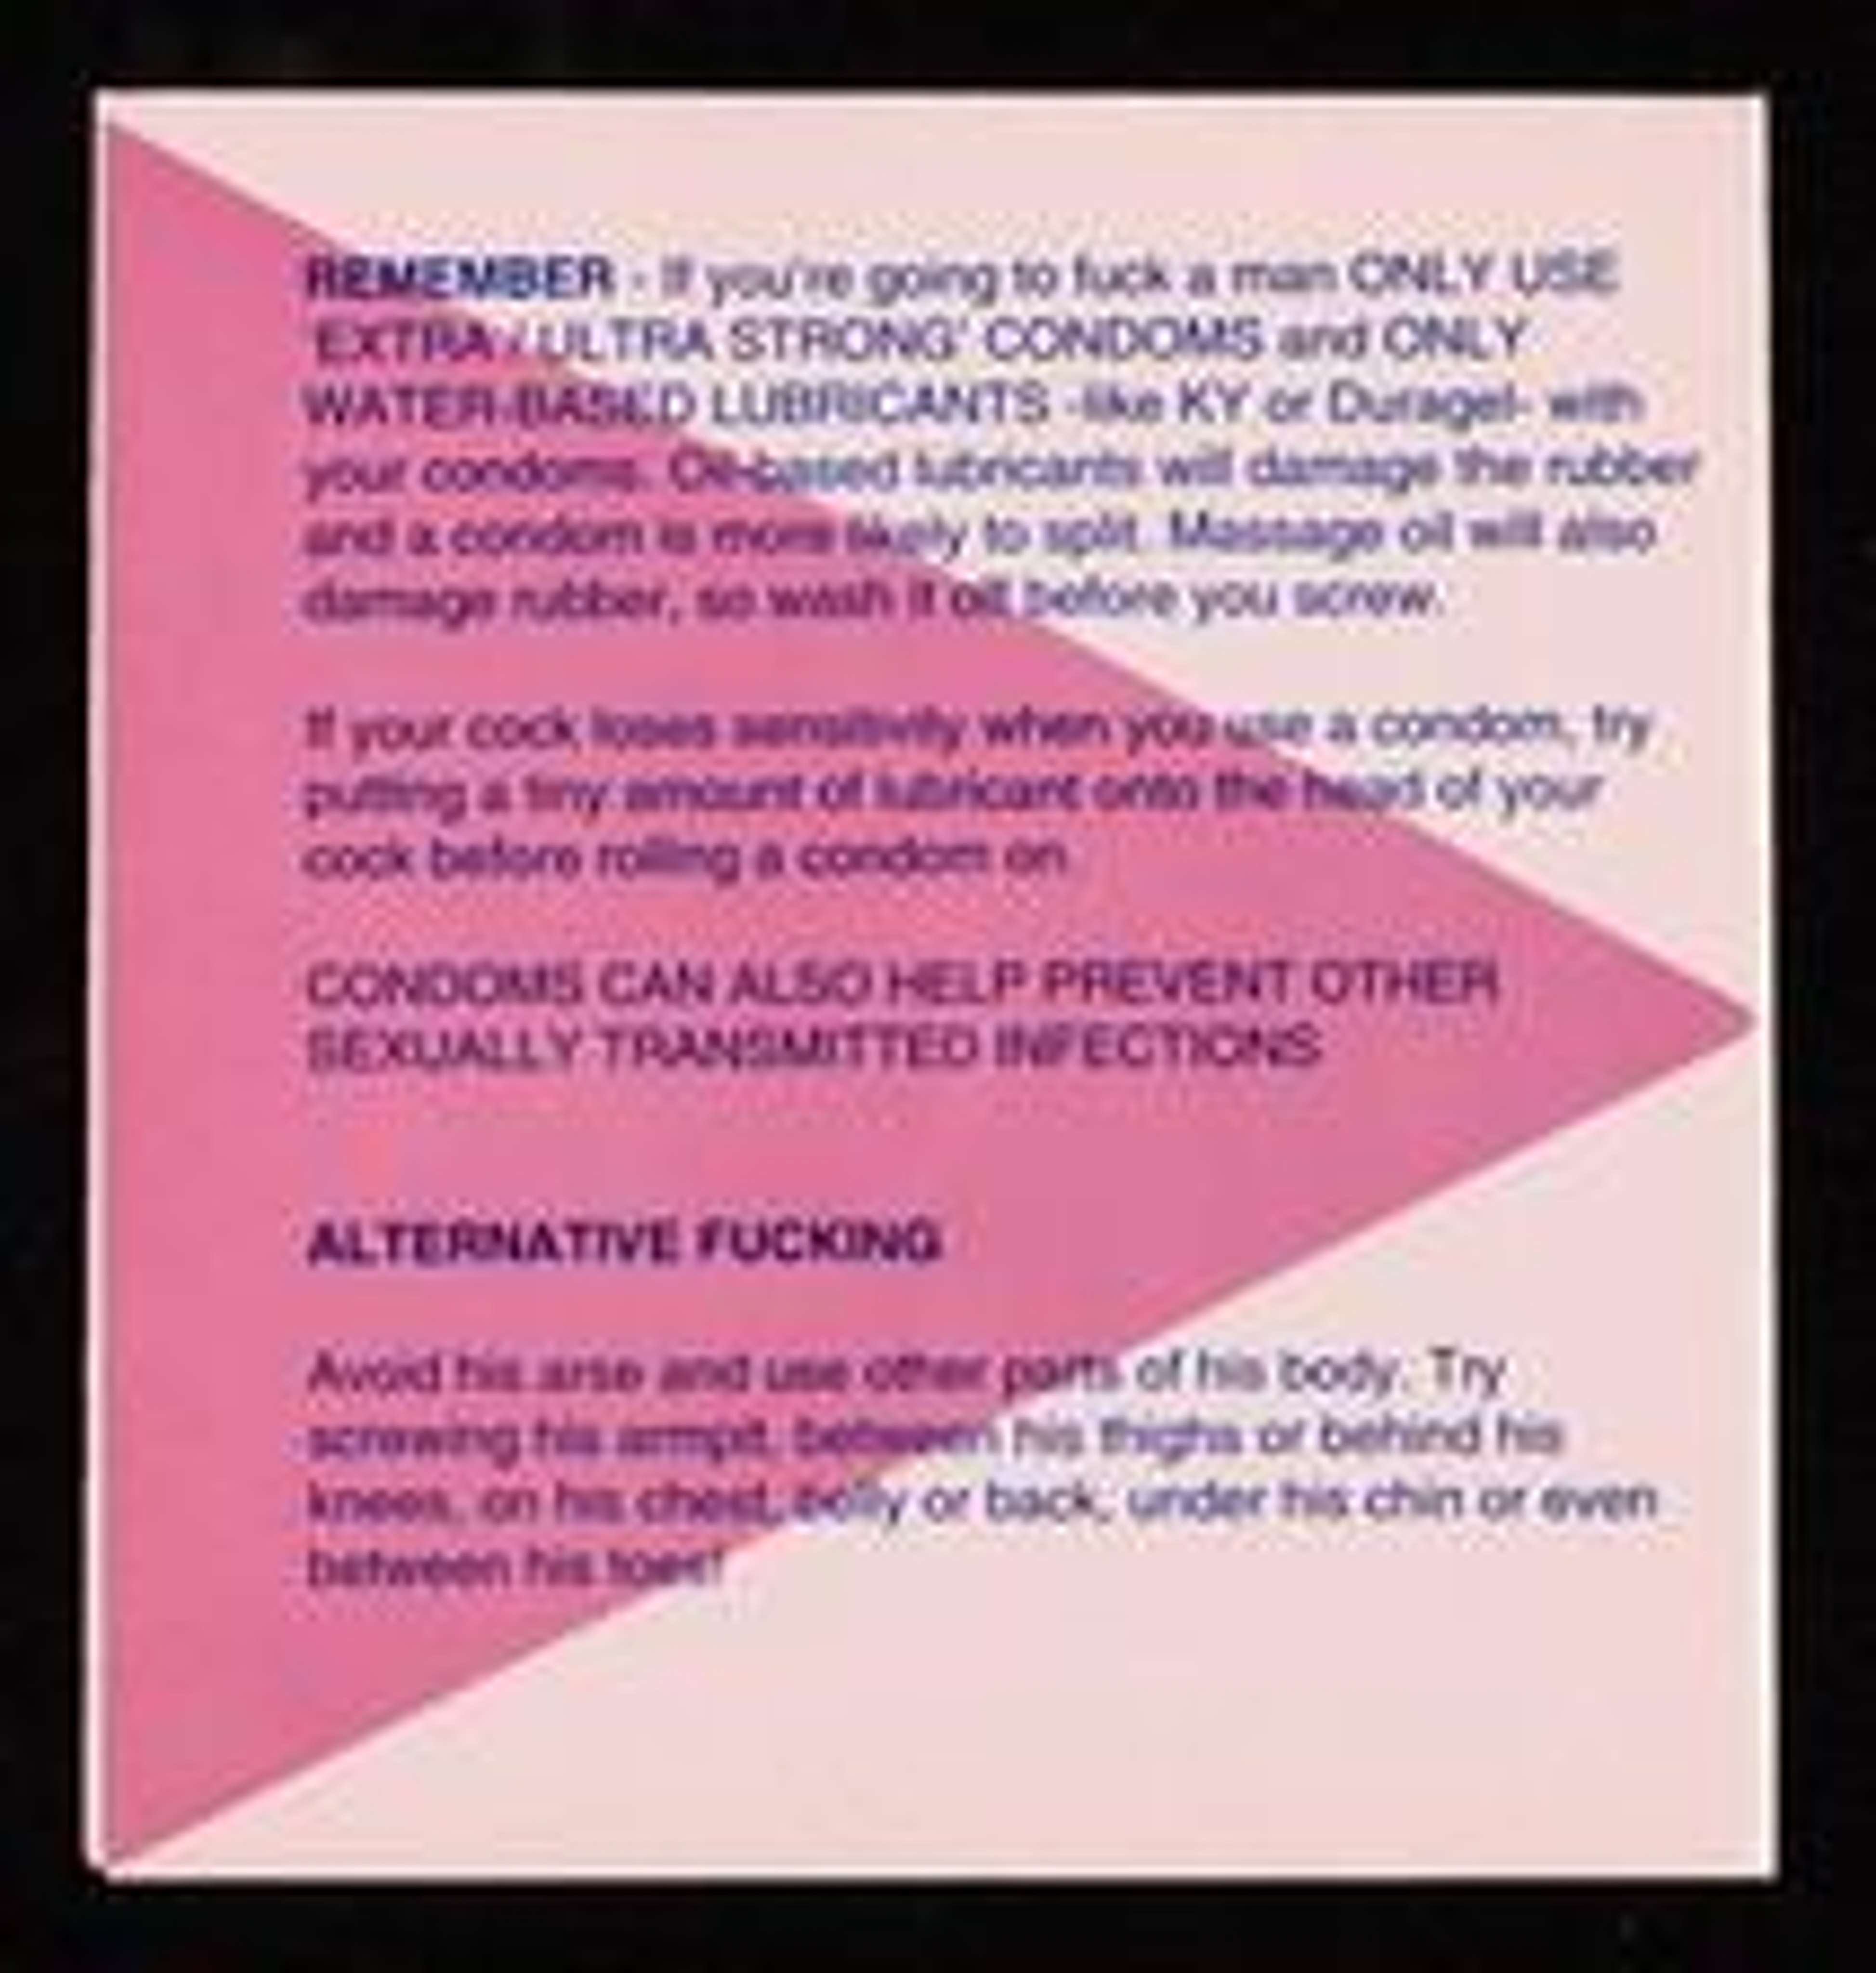 REMEMBER - If you're going to fuck a man ONLY USE
'EXTRA / ULTRA STRONG' CONDOMS and ONLY
WATER-BASED LUBRICANTS -like KY or Duragel- with
your condoms. Oil-based lubricants will damage the rubber
and a condom is more likely to split. Massage oil will also
damage rubber, so wash it off before you screw.
If your cock loses sensitivity when you use a condom, try
putting a tiny amount of lubricant onto the head of your
cock before rolling a condom on.
CONDOMS CAN ALSO HELP PREVENT OTHER
SEXUALLY TRANSMITTED INFECTIONS
ALTERNATIVE FUCKING
Avoid his arse and use other parts of his body. Try
screwing his armpit, between his thighs or behind his
knees, on his chest, belly or back, under his chin or even
between his toes!